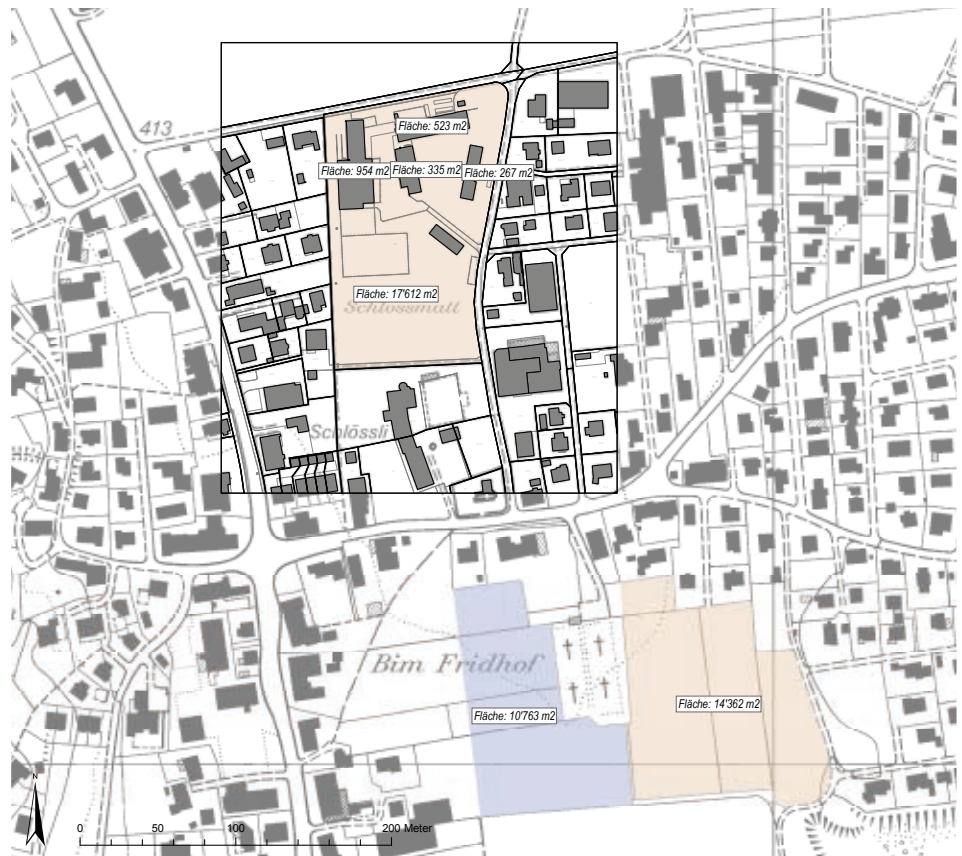 413
Fläche: 523 m2
Fläche: 954 m2
Fläche: 335 m2
Fläche: 267 m2
Fläche: 17'612 m2
Schlossmatt
Schlössli
Bim Fridhof
Fläche: 14'362 m2
Fläche: 10'763 m2
N
0 50 100 200 Meter